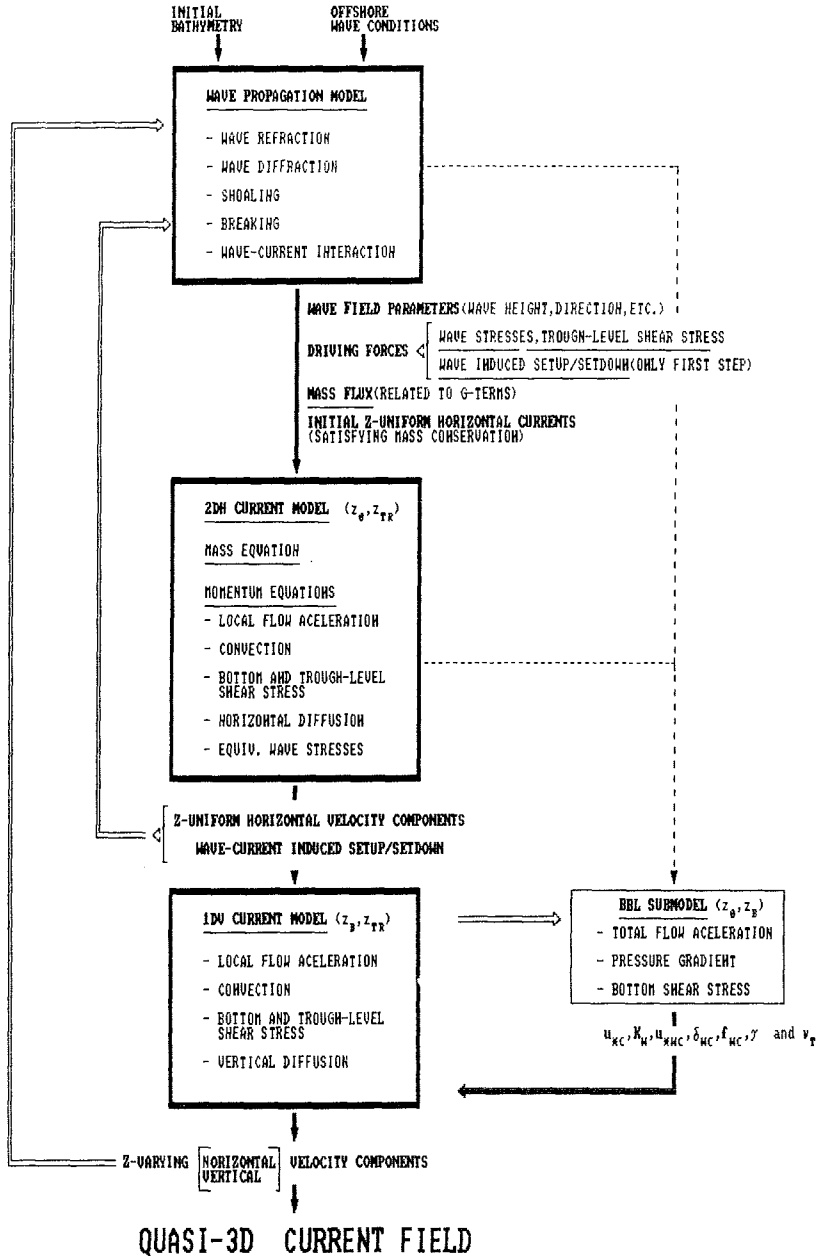 INITIAL
BATHYMETRY
OFFSHORE
WAVE CONDITIONS
WAVE PROPAGATION MODEL
- WAVE REFRACTION
- WAVE DIFFRACTION
- SHOALING
- BREAKING
- WAVE-CURRENT INTERACTION
WAVE FIELD PARAMETERS(WAVE HEIGHT,DIRECTION,ETC.)
DRIVING FORCES
WAVE STRESSES,TROUGH-LEVEL SHEAR STRESS
WAVE INDUCED SETUP/SETDOWN(ONLY FIRST STEP)
MASS FLUX(RELATED TO G-TERMS)
INITIAL Z-UNIFORM HORIZONTAL CURRENTS
(SATISFYING MASS CONSERVATION)
2DH CURRENT MODEL (z₀,z_TR)
MASS EQUATION
MOMENTUM EQUATIONS
- LOCAL FLOW ACELERATION
- CONVECTION
- BOTTOM AND TROUGH-LEVEL
SHEAR STRESS
- HORIZONTAL DIFFUSION
- EQUIV. WAVE STRESSES
Z-UNIFORM HORIZONTAL VELOCITY COMPONENTS
WAVE-CURRENT INDUCED SETUP/SETDOWN
1DV CURRENT MODEL (z_B,z_TR)
- LOCAL FLOW ACELERATION
- CONVECTION
- BOTTOM AND TROUGH-LEVEL
SHEAR STRESS
- VERTICAL DIFFUSION
BBL SUBMODEL (z₀,z_B)
- TOTAL FLOW ACELERATION
- PRESSURE GRADIENT
- BOTTOM SHEAR STRESS
u_*C,K_W,u_*WC,δ_WC,f_WC,γ and ν_T
Z-VARYING [HORIZONTAL VERTICAL] VELOCITY COMPONENTS
QUASI-3D CURRENT FIELD